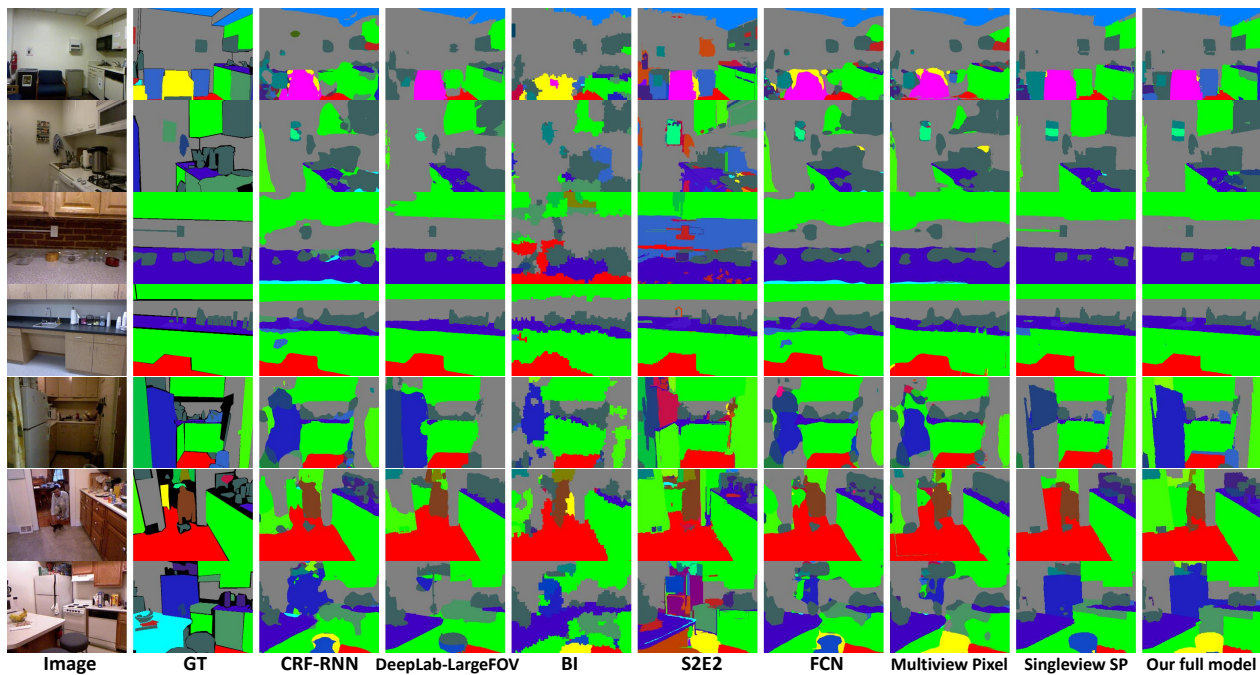 Image GT CRF-RNN DeepLab-LargeFOV BI S2E2 FCN Multiview Pixel Singleview SP Our full model